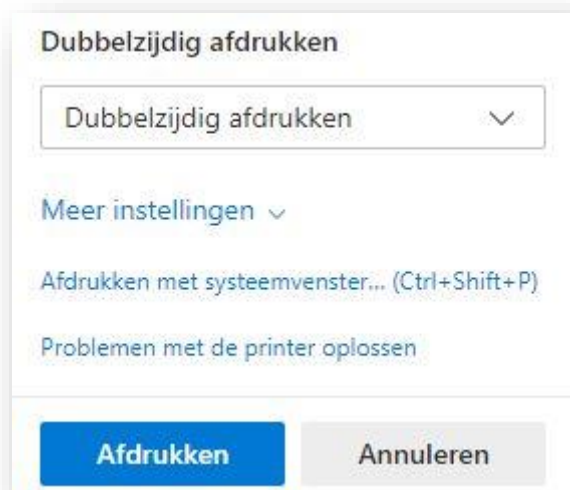 Dubbelzijdig afdrukken
Dubbelzijdig afdrukken
Meer instellingen
Afdrukken met systeemvenster... (Ctrl+Shift+P)
Problemen met de printer oplossen
Afdrukken Annuleren